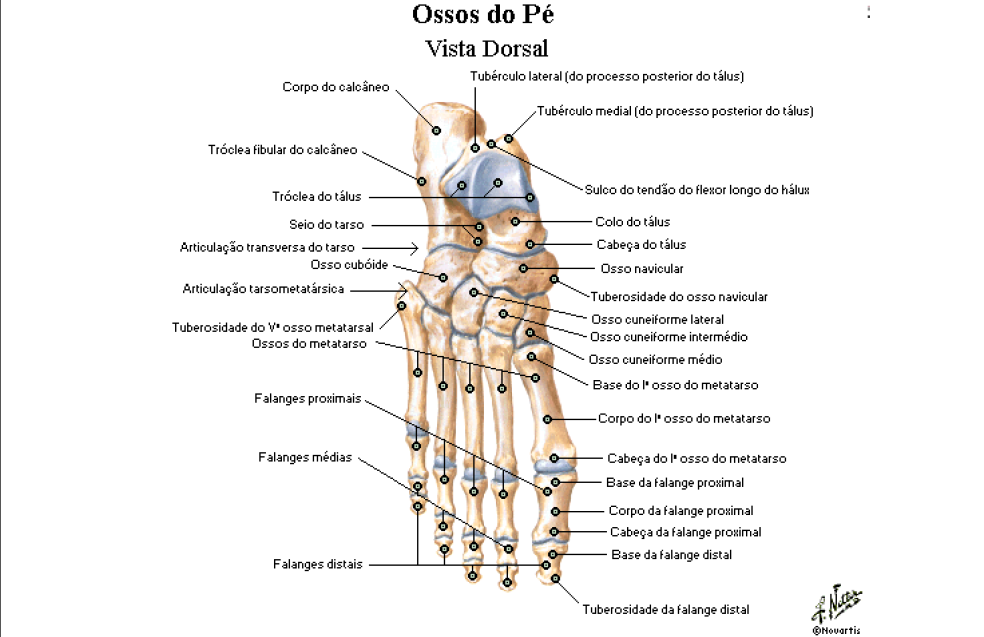 Ossos do Pé
Vista Dorsal
Tubérculo lateral (do processo posterior do tálus)
Corpo do calcâneo
Tubérculo medial (do processo posterior do tálus)
Tróclea fibular do calcâneo
Sulco do tendão do flexor longo do hálux
Tróclea do tálus
Colo do tálus
Seio do tarso
Cabeça do tálus
Articulação transversa do tarso
Osso cubóide
Osso navicular
Articulação tarsometatársica
Tuberosidade do osso navicular
Osso cuneiforme lateral
Tuberosidade do Vº osso metatarsal
Osso cuneiforme intermédio
Ossos do metatarso
Osso cuneiforme médio
Base do Iº osso do metatarso
Falanges proximais
Corpo do Iº osso do metatarso
Falanges médias
Cabeça do Iº osso do metatarso
Base da falange proximal
Corpo da falange proximal
Cabeça da falange proximal
Base da falange distal
Falanges distais
Tuberosidade da falange distal
F. Netter
©Novartis